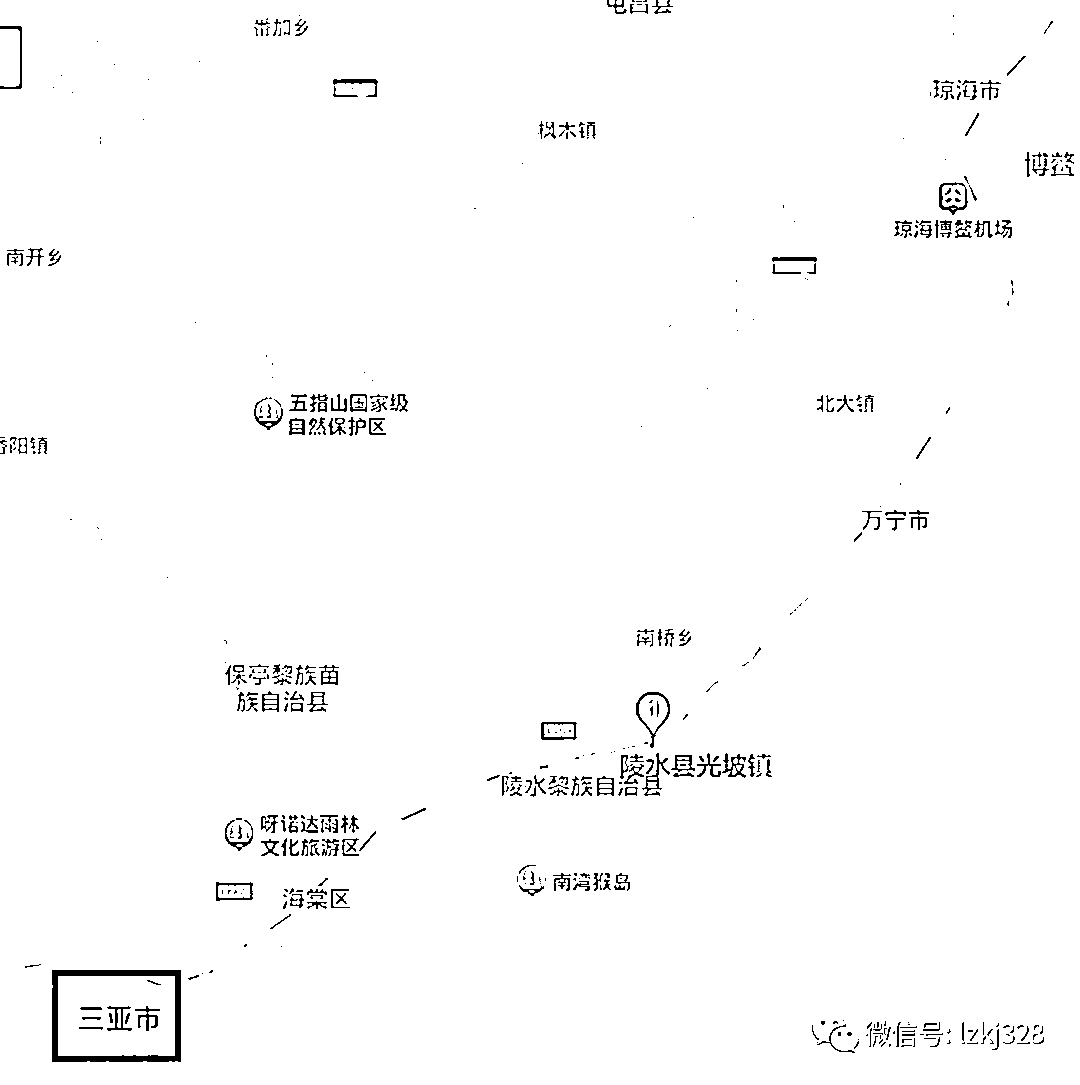 屯昌县
番加乡
琼海市
枫木镇
博鳌
琼海博鳌机场
南开乡
五指山国家级
自然保护区
北大镇
番阳镇
万宁市
南桥乡
保亭黎族苗
族自治县
陵水县光坡镇
陵水黎族自治县
呀诺达雨林
文化旅游区
南湾猴岛
海棠区
三亚市
微信号: lzkj328